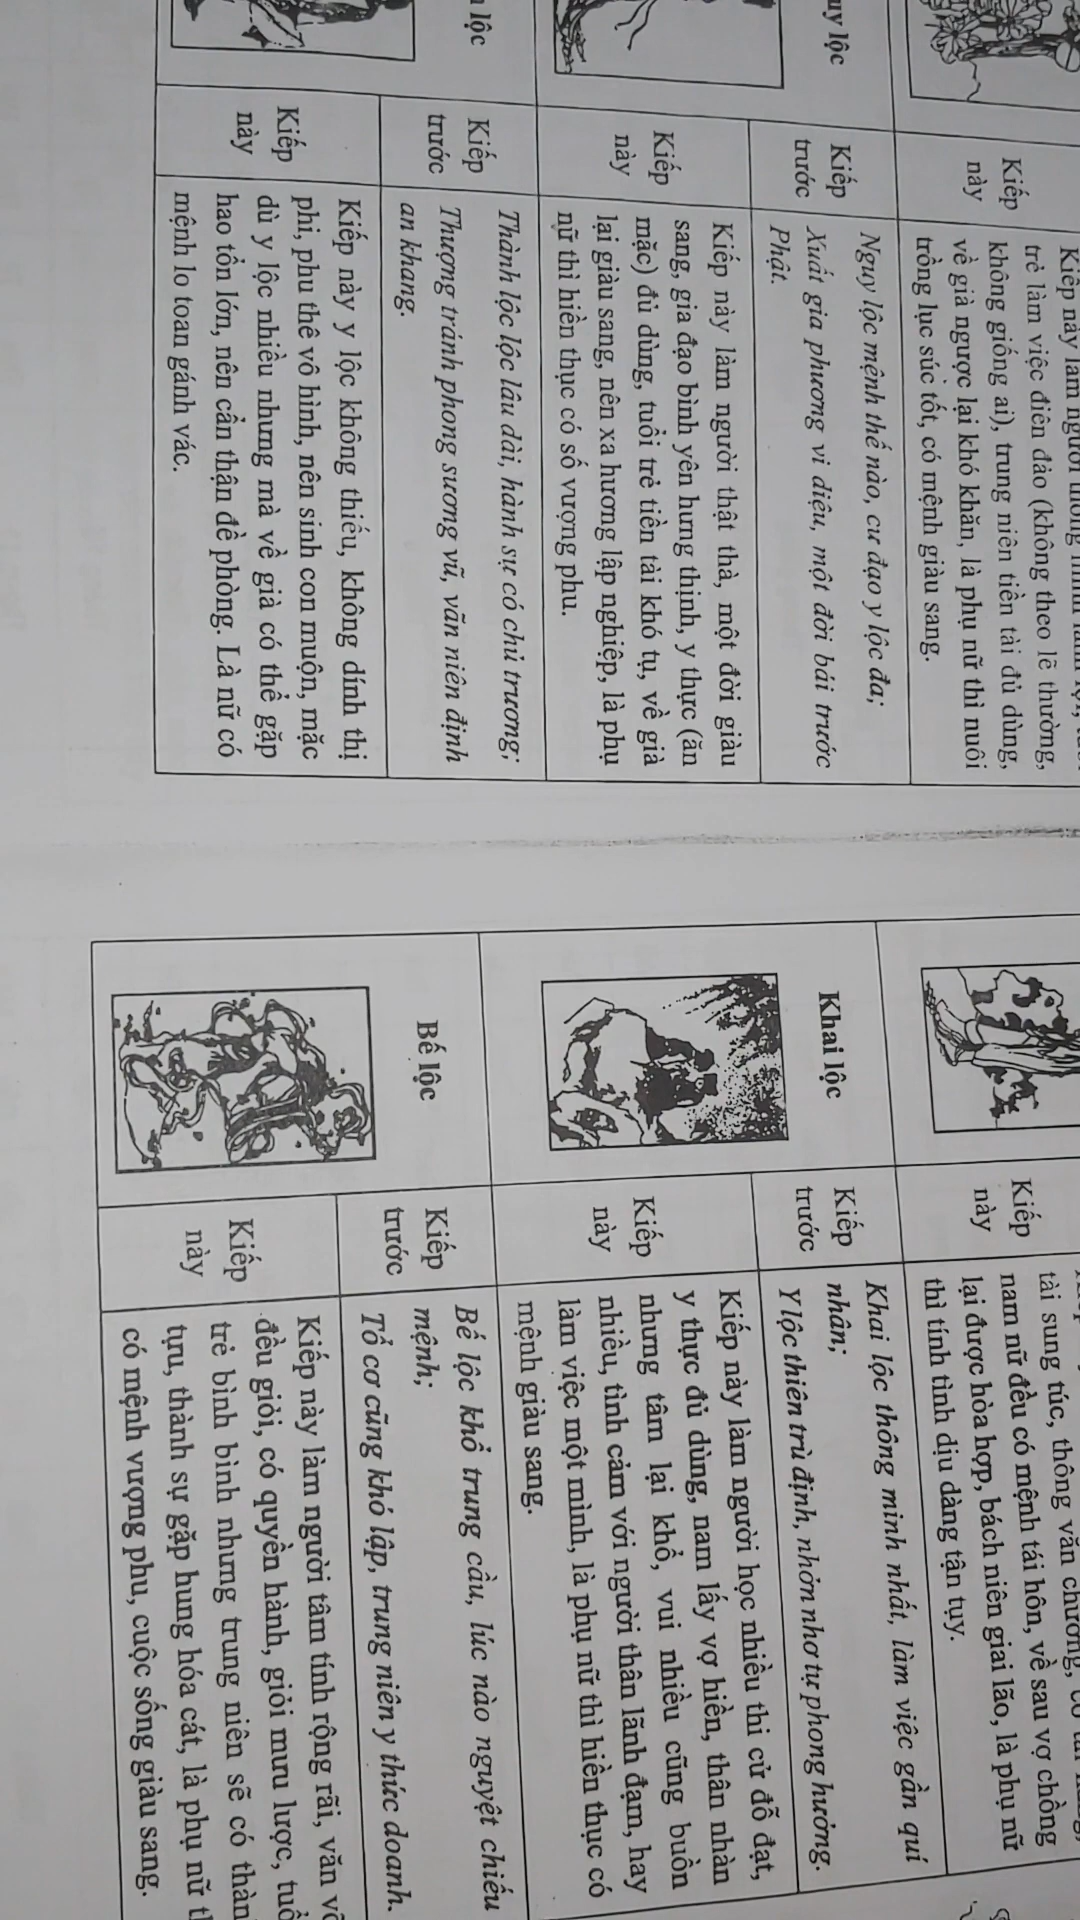 Kiếp này
Kiếp này làm người thông minh
trẻ làm việc điên đảo (không theo lẽ thường,
không giống ai), trung niên tiền tài đủ dùng,
về già ngược lại khó khăn, là phụ nữ thì nuôi
trồng lục súc tốt, có mệnh giàu sang.
uy lộc
Kiếp trước
Nguy lộc mệnh thế nào, cư đạo y lộc đa;
Xuất gia phương vi diệu, một đời bái trước
Phật.
Kiếp này
Kiếp này làm người thật thà, một đời giàu
sang, gia đạo bình yên hưng thịnh, y thực (ăn
mặc) đủ dùng, tuổi trẻ tiền tài khó tụ, về già
lại giàu sang, nên xa hương lập nghiệp, là phụ
nữ thì hiền thục có số vượng phu.
lộc
Kiếp trước
Thành lộc lộc lâu dài, hành sự có chủ trương;
Thượng tránh phong sương vũ, vãn niên định
an khang.
Kiếp này
Kiếp này y lộc không thiếu, không dính thị
phi, phu thê vô hình, nên sinh con muộn, mặc
dù y lộc nhiều nhưng mà về già có thể gặp
hao tổn lớn, nên cẩn thận đề phòng. Là nữ có
mệnh lo toan gánh vác.
Kiếp này
tài sung túc, thông văn chương,
nam nữ đều có mệnh tái hôn, về sau vợ chồng
lại được hòa hợp, bách niên giai lão, là phụ nữ
thì tính tình dịu dàng tận tụy.
Khai lộc
Kiếp trước
Khai lộc thông minh nhất, làm việc gần quí
nhân;
Y lộc thiên trù định, nhởn nhơ tự phong hưởng.
Kiếp này
Kiếp này làm người học nhiều thi cử đỗ đạt,
y thực đủ dùng, nam lấy vợ hiền, thân nhàn
nhưng tâm lại khổ, vui nhiều cũng buồn
nhiều, tình cảm với người thân lãnh đạm, hay
làm việc một mình, là phụ nữ thì hiền thục có
mệnh giàu sang.
Bế lộc
Kiếp trước
Bế lộc khổ trung cầu, lúc nào nguyệt chiếu
mệnh;
Tổ cơ cũng khó lập, trung niên y thức doanh.
Kiếp này
Kiếp này làm người tâm tính rộng rãi, văn võ
đều giỏi, có quyền hành, giỏi mưu lược, tuổ
trẻ bình bình nhưng trung niên sẽ có thàn
tựu, thành sự gặp hung hóa cát, là phụ nữ th
có mệnh vượng phu, cuộc sống giàu sang.